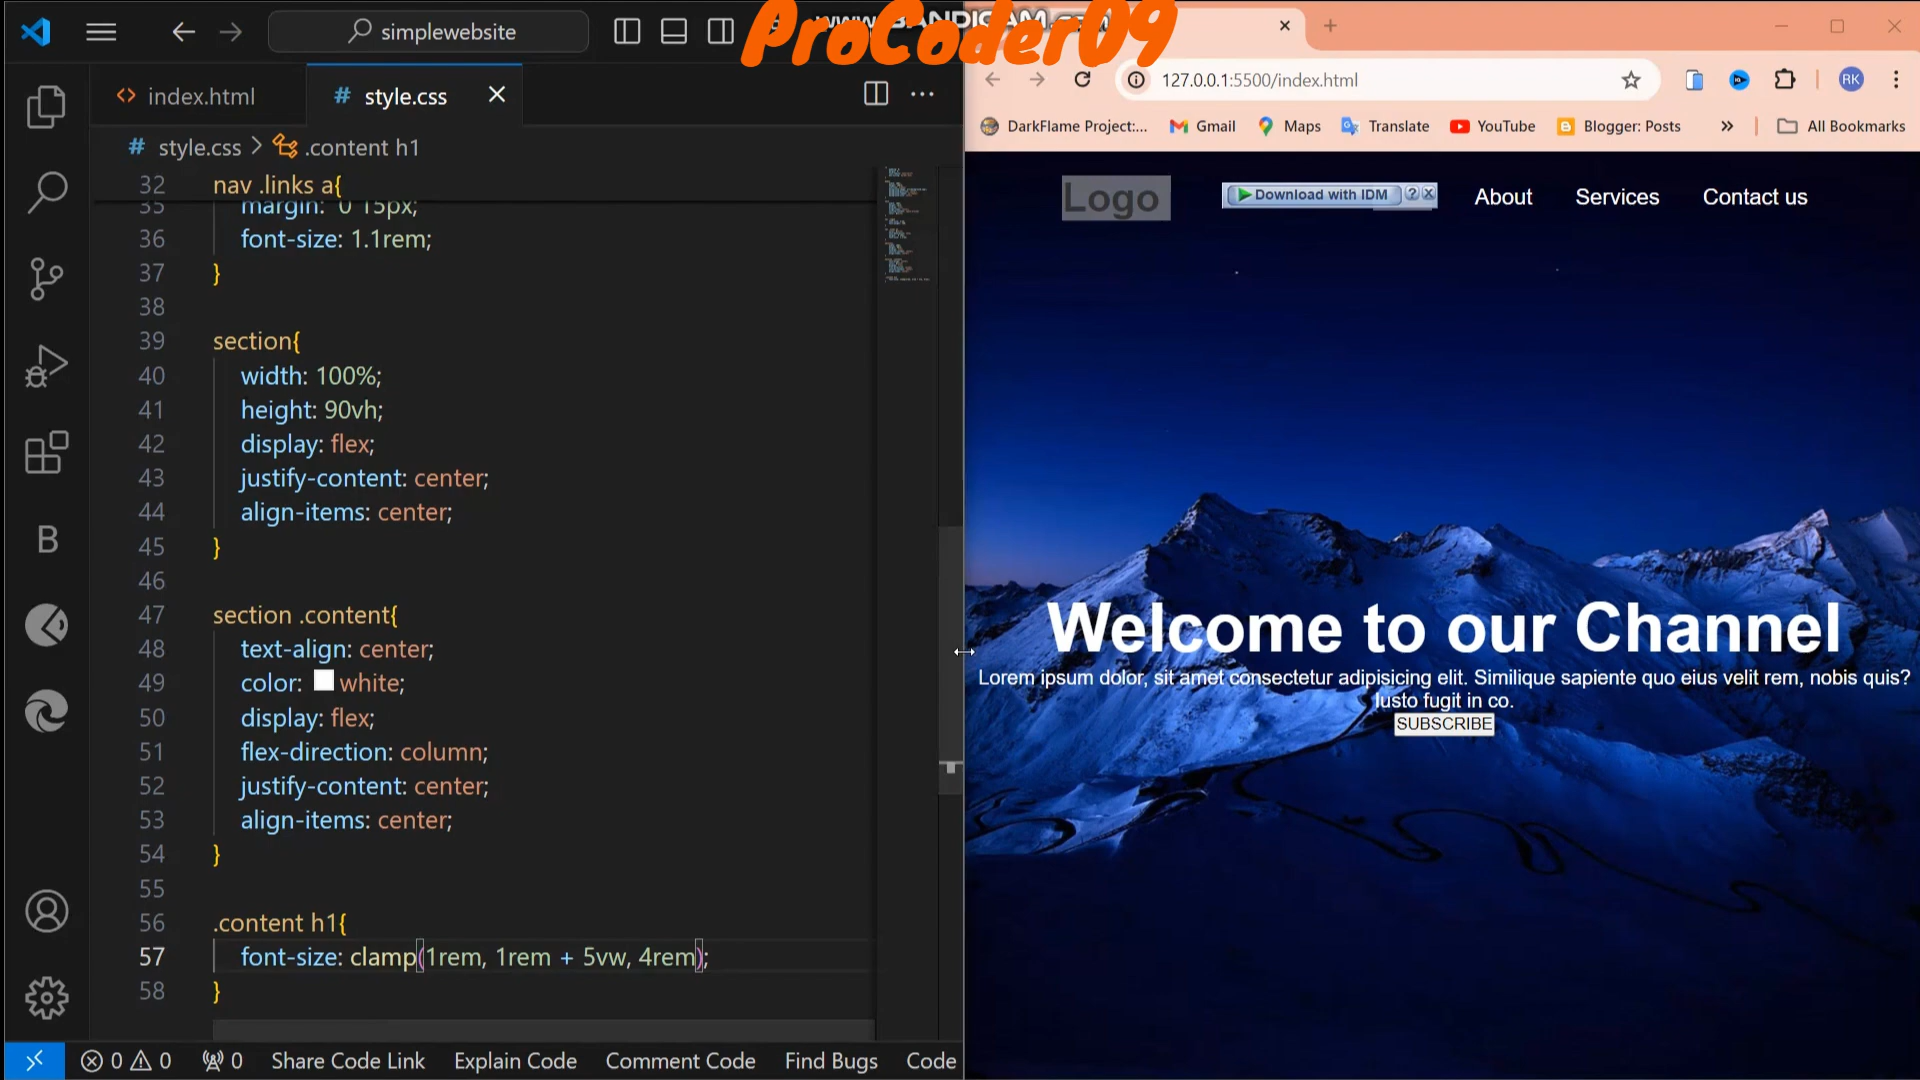 simplewebsite
www.BANDICAM.com
ProCoder09
index.html
# style.css
127.0.0.1:5500/index.html
RK
# style.css > .content h1
DarkFlame Project:...
Gmail
Maps
Translate
YouTube
Blogger: Posts
All Bookmarks
32 nav .links a{
35 margin: 0 15px;
36 font-size: 1.1rem;
37 }
38
39 section{
40 width: 100%;
41 height: 90vh;
42 display: flex;
43 justify-content: center;
44 align-items: center;
45 }
46
47 section .content{
48 text-align: center;
49 color: white;
50 display: flex;
51 flex-direction: column;
52 justify-content: center;
53 align-items: center;
54 }
55
56 .content h1{
57 font-size: clamp(1rem, 1rem + 5vw, 4rem);
58 }
B
0 0 0 Share Code Link Explain Code Comment Code Find Bugs Code
Logo
Download with IDM ?
About
Services
Contact us
Welcome to our Channel
Lorem ipsum dolor, sit amet consectetur adipisicing elit. Similique sapiente quo eius velit rem, nobis quis?
Iusto fugit in co.
SUBSCRIBE